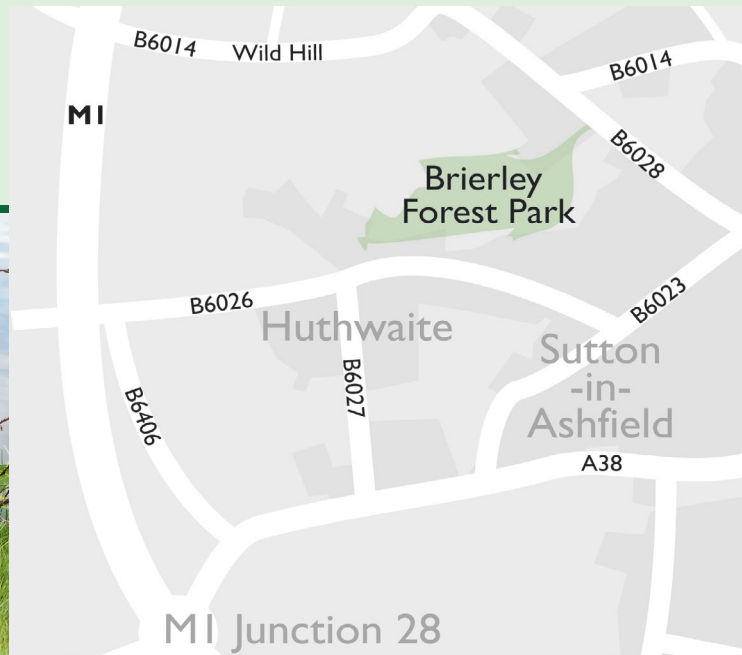 B6014
Wild Hill
B6014
M1
B6028
Brierley
Forest Park
B6026
B6023
Huthwaite
Sutton
-in-
Ashfield
B6027
B6406
A38
M1 Junction 28